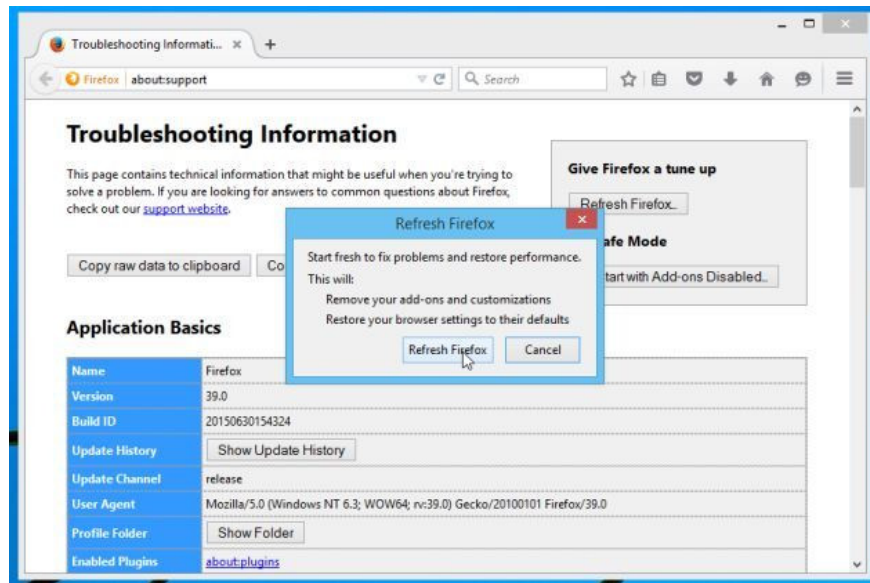 Troubleshooting Informati...
Firefox about:support
Search
Troubleshooting Information
This page contains technical information that might be useful when you're trying to
solve a problem. If you are looking for answers to common questions about Firefox,
check out our support website.
Copy raw data to clipboard
Co
Give Firefox a tune up
Refresh Firefox...
afe Mode
tart with Add-ons Disabled...
Refresh Firefox
Start fresh to fix problems and restore performance.
This will:
Remove your add-ons and customizations
Restore your browser settings to their defaults
Refresh Firefox Cancel
Application Basics
Name Firefox
Version 39.0
Build ID 20150630154324
Update History Show Update History
Update Channel release
User Agent Mozilla/5.0 (Windows NT 6.3; WOW64; rv:39.0) Gecko/20100101 Firefox/39.0
Profile Folder Show Folder
Enabled Plugins about:plugins